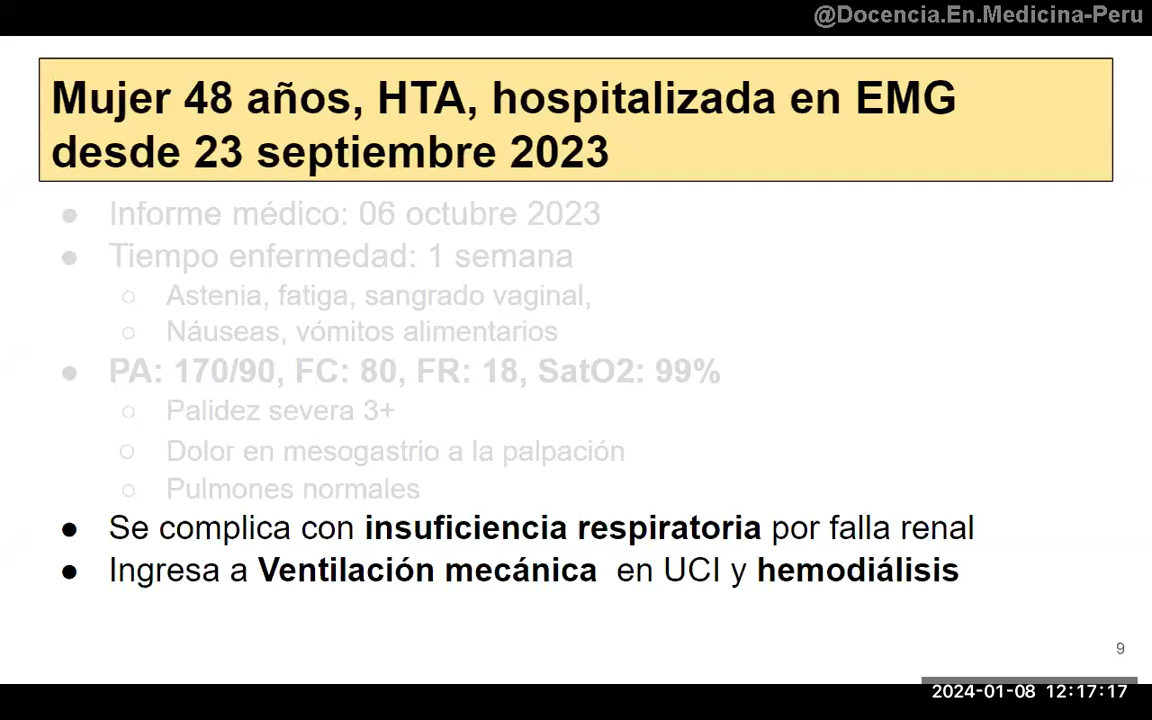 @Docencia.En.Medicina-Peru
Mujer 48 años, HTA, hospitalizada en EMG
desde 23 septiembre 2023
● Informe médico: 06 octubre 2023
● Tiempo enfermedad: 1 semana
○ Astenia, fatiga, sangrado vaginal,
○ Náuseas, vómitos alimentarios
● PA: 170/90, FC: 80, FR: 18, SatO2: 99%
○ Palidez severa 3+
○ Dolor en mesogastrio a la palpación
○ Pulmones normales
● Se complica con insuficiencia respiratoria por falla renal
● Ingresa a Ventilación mecánica en UCI y hemodiálisis
9
2024-01-08 12:17:17